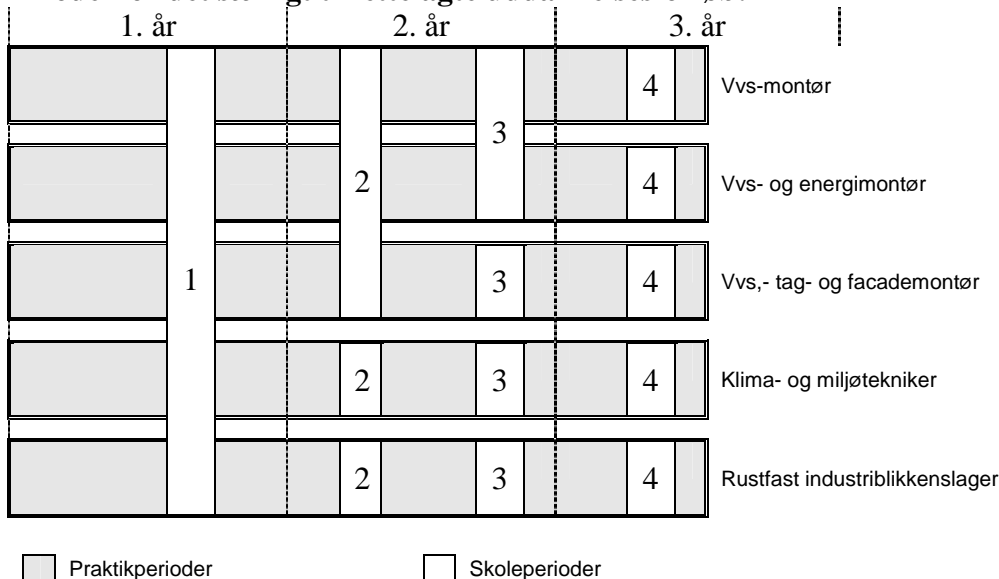 1. år 2. år 3. år
4 Vvs-montør
3
2 4 Vvs- og energimontør
1 3 4 Vvs,- tag- og facademontør
2 3 4 Klima- og miljøtekniker
2 3 4 Rustfast industriblikkenslager
Praktikperioder Skoleperioder